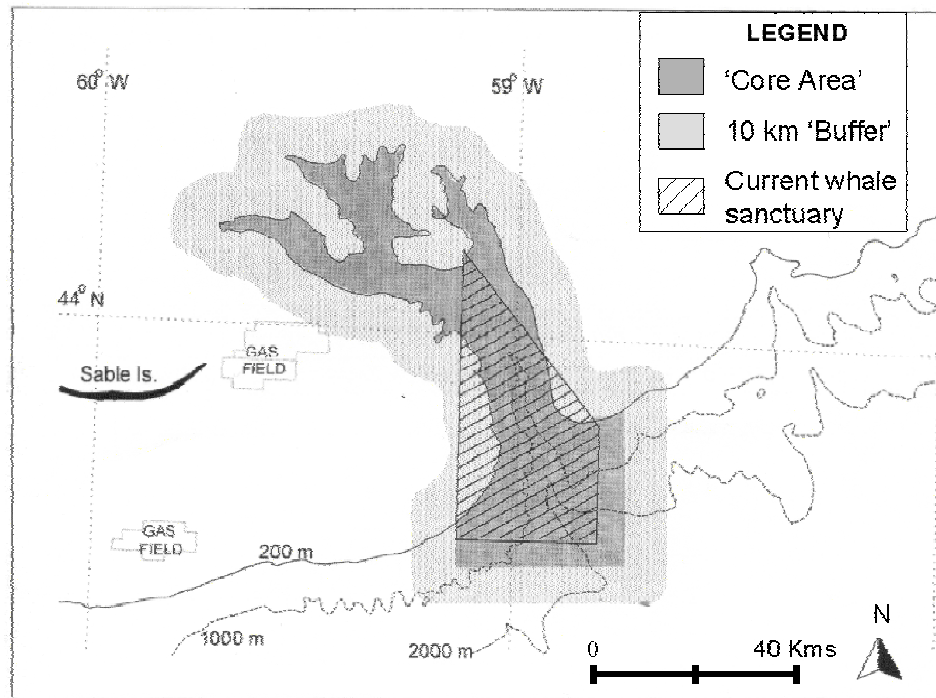 LEGEND
'Core Area'
10 km 'Buffer'
Current whale
sanctuary
60° W
59° W
44° N
GAS
FIELD
Sable Is.
GAS
FIELD
200 m
1000 m
2000 m
0
40 Kms
N